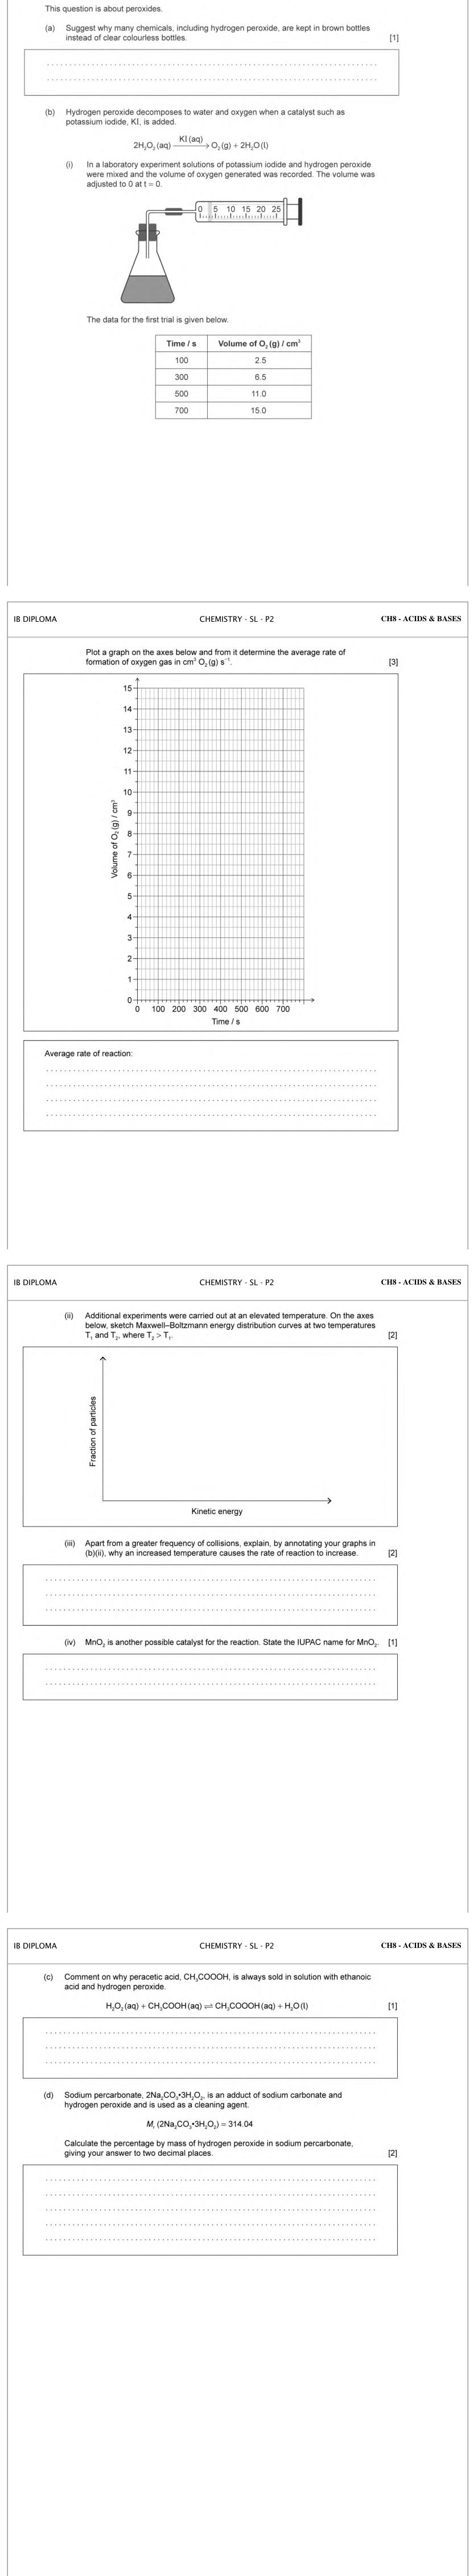 This question is about peroxides.
(a) Suggest why many chemicals, including hydrogen peroxide, are kept in brown bottles
instead of clear colourless bottles. [1]
(b) Hydrogen peroxide decomposes to water and oxygen when a catalyst such as
potassium iodide, KI, is added.
KI (aq)
2H₂O₂ (aq) ⟶ O₂ (g) + 2H₂O (l)
(i) In a laboratory experiment solutions of potassium iodide and hydrogen peroxide
were mixed and the volume of oxygen generated was recorded. The volume was
adjusted to 0 at t = 0.
0 5 10 15 20 25
The data for the first trial is given below.
Time / s Volume of O₂ (g) / cm³
100 2.5
300 6.5
500 11.0
700 15.0
IB DIPLOMA CHEMISTRY - SL - P2 CH8 - ACIDS & BASES
Plot a graph on the axes below and from it determine the average rate of
formation of oxygen gas in cm³ O₂ (g) s⁻¹. [3]
15
14
13
12
11
10
9
8
7
6
5
4
3
2
1
0
Volume of O₂ (g) / cm³
0 100 200 300 400 500 600 700
Time / s
Average rate of reaction:
IB DIPLOMA CHEMISTRY - SL - P2 CH8 - ACIDS & BASES
(ii) Additional experiments were carried out at an elevated temperature. On the axes
below, sketch Maxwell–Boltzmann energy distribution curves at two temperatures
T₁ and T₂, where T₂ > T₁. [2]
Fraction of particles
Kinetic energy
(iii) Apart from a greater frequency of collisions, explain, by annotating your graphs in
(b)(ii), why an increased temperature causes the rate of reaction to increase. [2]
(iv) MnO₂ is another possible catalyst for the reaction. State the IUPAC name for MnO₂. [1]
IB DIPLOMA CHEMISTRY - SL - P2 CH8 - ACIDS & BASES
(c) Comment on why peracetic acid, CH₃COOOH, is always sold in solution with ethanoic
acid and hydrogen peroxide.
H₂O₂ (aq) + CH₃COOH (aq) ⇌ CH₃COOOH (aq) + H₂O (l) [1]
(d) Sodium percarbonate, 2Na₂CO₃•3H₂O₂, is an adduct of sodium carbonate and
hydrogen peroxide and is used as a cleaning agent.
Mᵣ (2Na₂CO₃•3H₂O₂) = 314.04
Calculate the percentage by mass of hydrogen peroxide in sodium percarbonate,
giving your answer to two decimal places. [2]